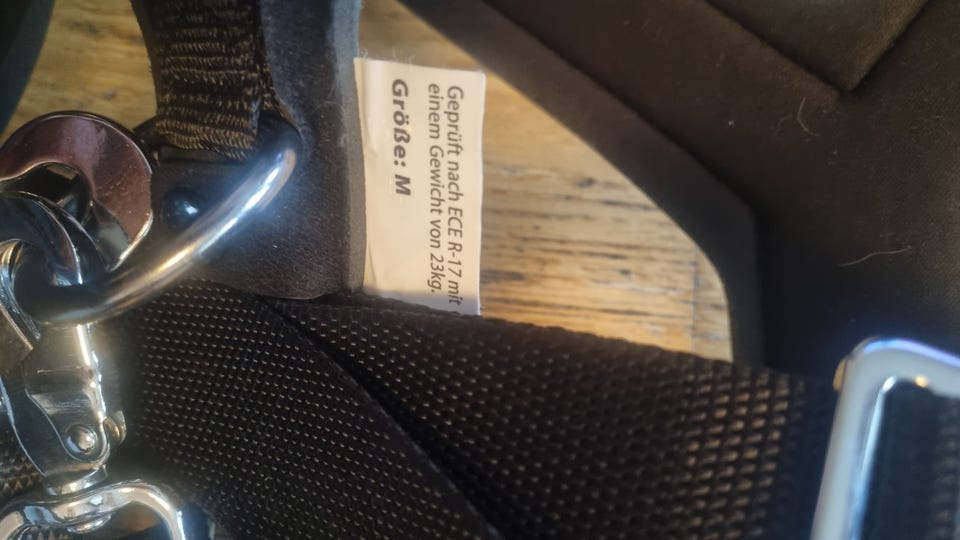 Geprüft nach ECE R-17 mit
einem Gewicht von 23kg.
Größe: M